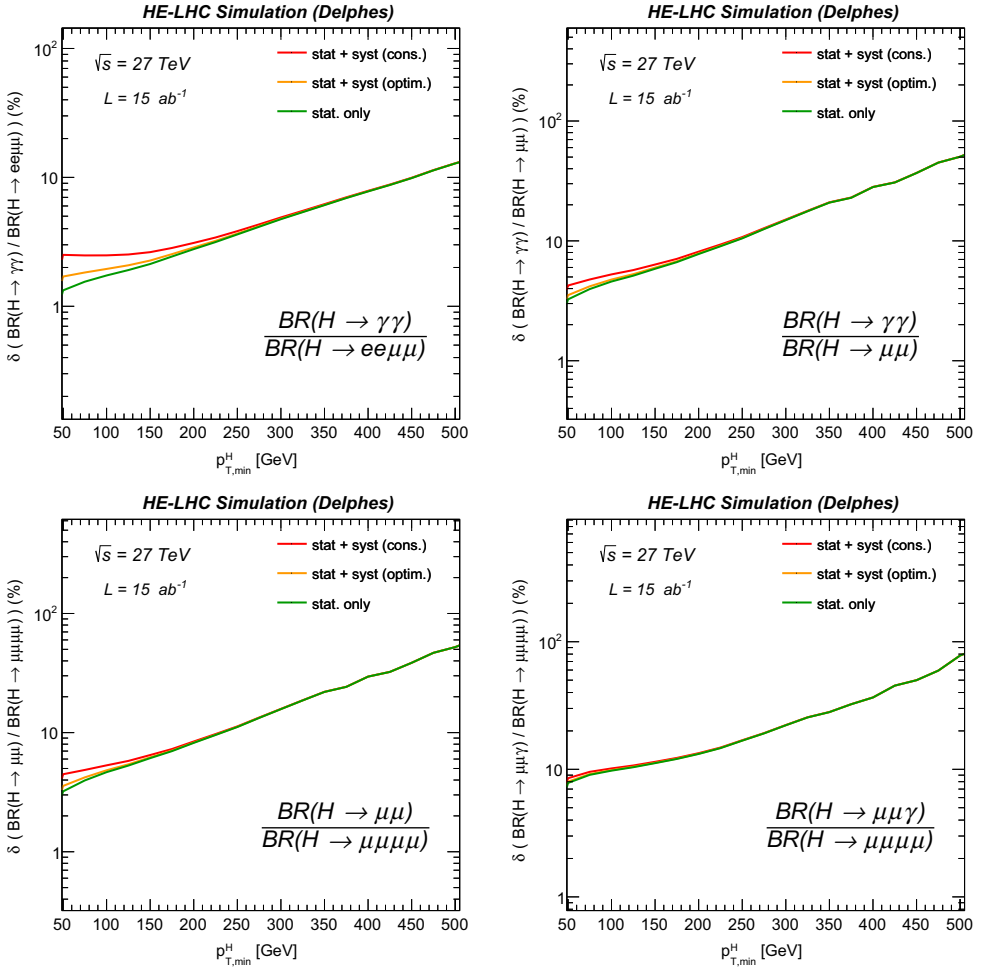 HE-LHC Simulation (Delphes)
δ ( BR(H → γγ) / BR(H → eeμμ) ) (%)
10²
10
1
√s = 27 TeV
L = 15 ab⁻¹
stat + syst (cons.)
stat + syst (optim.)
stat. only
BR(H → γγ)
BR(H → eeμμ)
50 100 150 200 250 300 350 400 450 500
p^H_T,min [GeV]
HE-LHC Simulation (Delphes)
δ ( BR(H → γγ) / BR(H → μμ) ) (%)
10²
10
1
√s = 27 TeV
L = 15 ab⁻¹
stat + syst (cons.)
stat + syst (optim.)
stat. only
BR(H → γγ)
BR(H → μμ)
50 100 150 200 250 300 350 400 450 500
p^H_T,min [GeV]
HE-LHC Simulation (Delphes)
δ ( BR(H → μμ) / BR(H → μμμμ) ) (%)
10²
10
1
√s = 27 TeV
L = 15 ab⁻¹
stat + syst (cons.)
stat + syst (optim.)
stat. only
BR(H → μμ)
BR(H → μμμμ)
50 100 150 200 250 300 350 400 450 500
p^H_T,min [GeV]
HE-LHC Simulation (Delphes)
δ ( BR(H → μμγ) / BR(H → μμμμ) ) (%)
10²
10
1
√s = 27 TeV
L = 15 ab⁻¹
stat + syst (cons.)
stat + syst (optim.)
stat. only
BR(H → μμγ)
BR(H → μμμμ)
50 100 150 200 250 300 350 400 450 500
p^H_T,min [GeV]